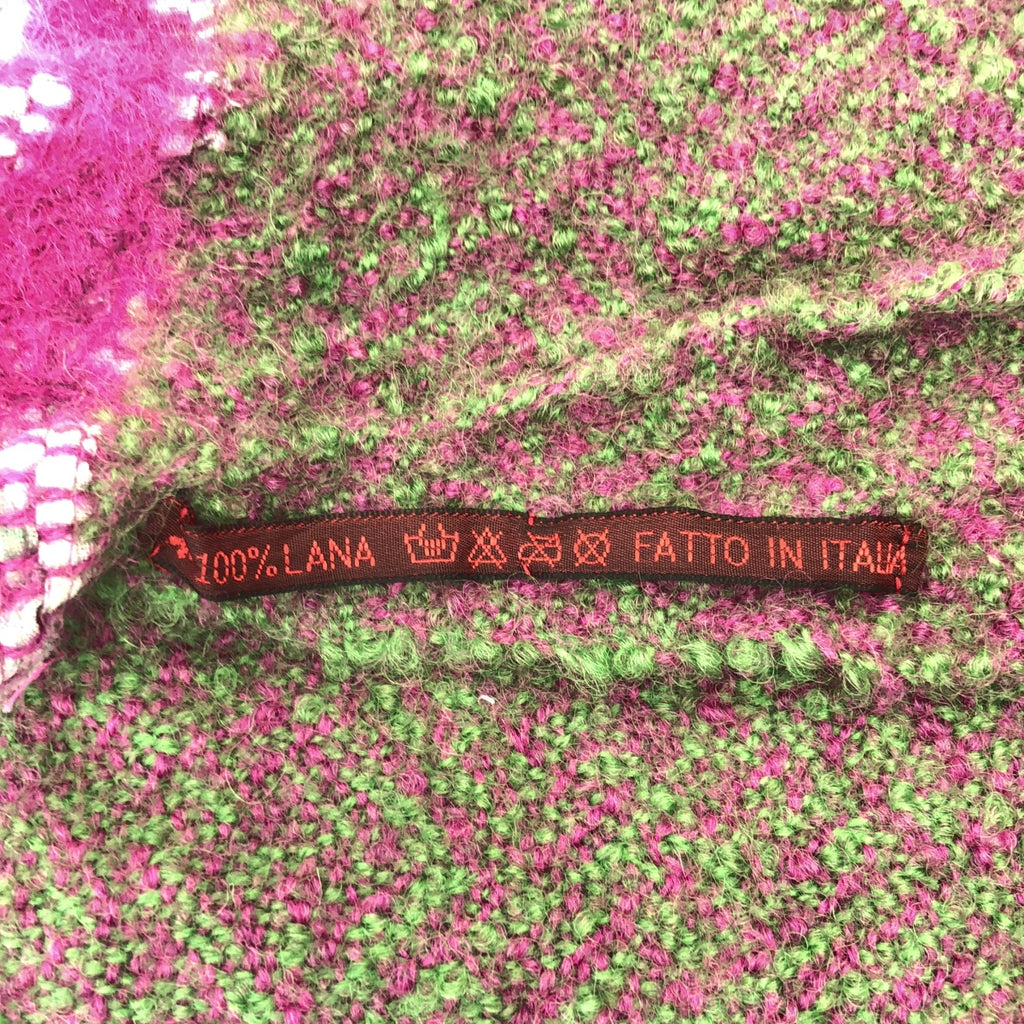 100% LANA FATTO IN ITALIA